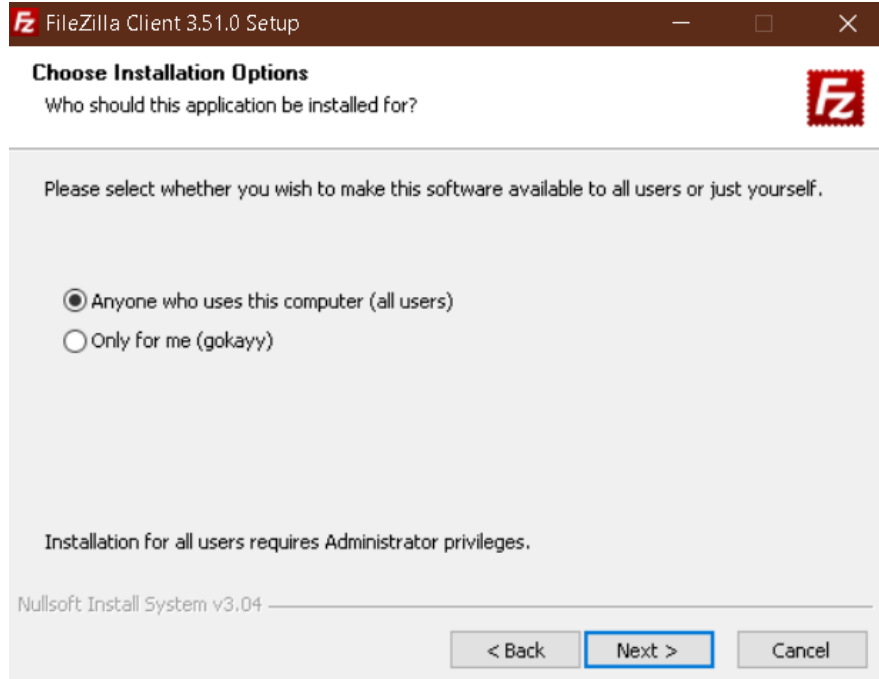 FileZilla Client 3.51.0 Setup
Choose Installation Options
Who should this application be installed for?
Fz
Please select whether you wish to make this software available to all users or just yourself.
Anyone who uses this computer (all users)
Only for me (gokayy)
Installation for all users requires Administrator privileges.
Nullsoft Install System v3.04
< Back Next > Cancel